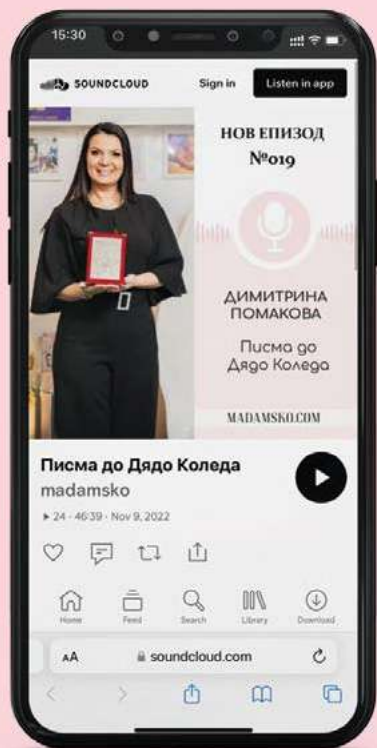 15:30
SOUNDCLOUD
Sign in
Listen in app
НОВ ЕПИЗОД
№019
ДИМИТРИНА
ПОМАКОВА
Писма до
Дядо Коледа
MADAMSKO.COM
Писма до Дядо Коледа
madamsko
24 · 46:39 · Nov 9, 2022
Home
Feed
Search
Library
Download
AA
soundcloud.com